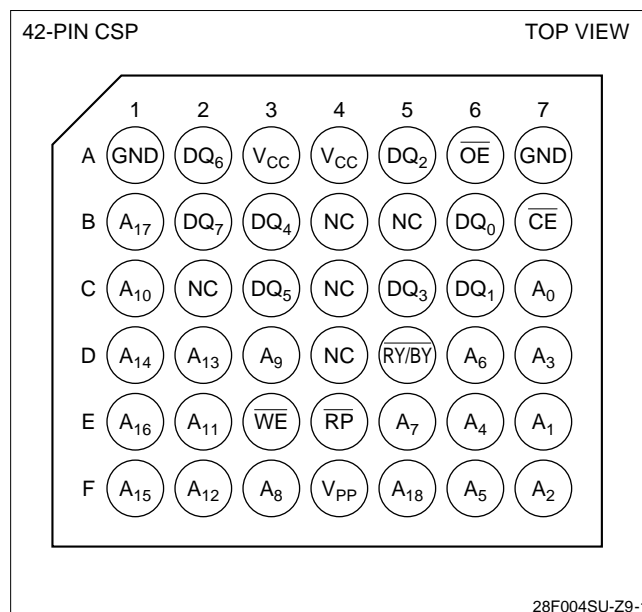 42-PIN CSP TOP VIEW
1 2 3 4 5 6 7
A GND DQ6 VCC VCC DQ2 OE GND
B A17 DQ7 DQ4 NC NC DQ0 CE
C A10 NC DQ5 NC DQ3 DQ1 A0
D A14 A13 A9 NC RY/BY A6 A3
E A16 A11 WE RP A7 A4 A1
F A15 A12 A8 VPP A18 A5 A2
28F004SU-Z9-